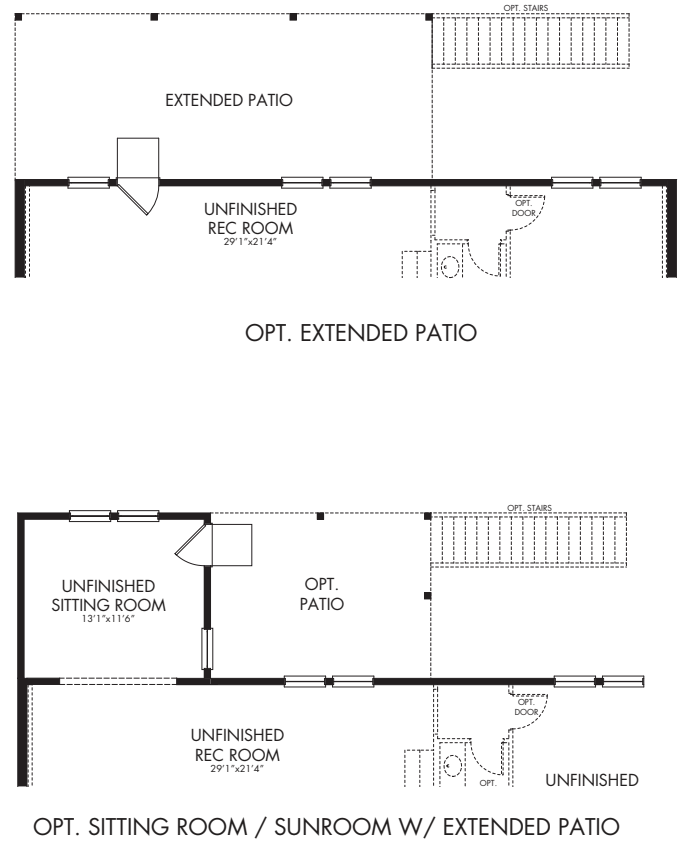 OPT. STAIRS
EXTENDED PATIO
UNFINISHED
REC ROOM
29'1"x21'4"
OPT.
DOOR
OPT. EXTENDED PATIO
OPT. STAIRS
UNFINISHED
SITTING ROOM
13'1"x11'6"
OPT.
PATIO
UNFINISHED
REC ROOM
29'1"x21'4"
OPT.
DOOR
OPT.
UNFINISHED
OPT. SITTING ROOM / SUNROOM W/ EXTENDED PATIO